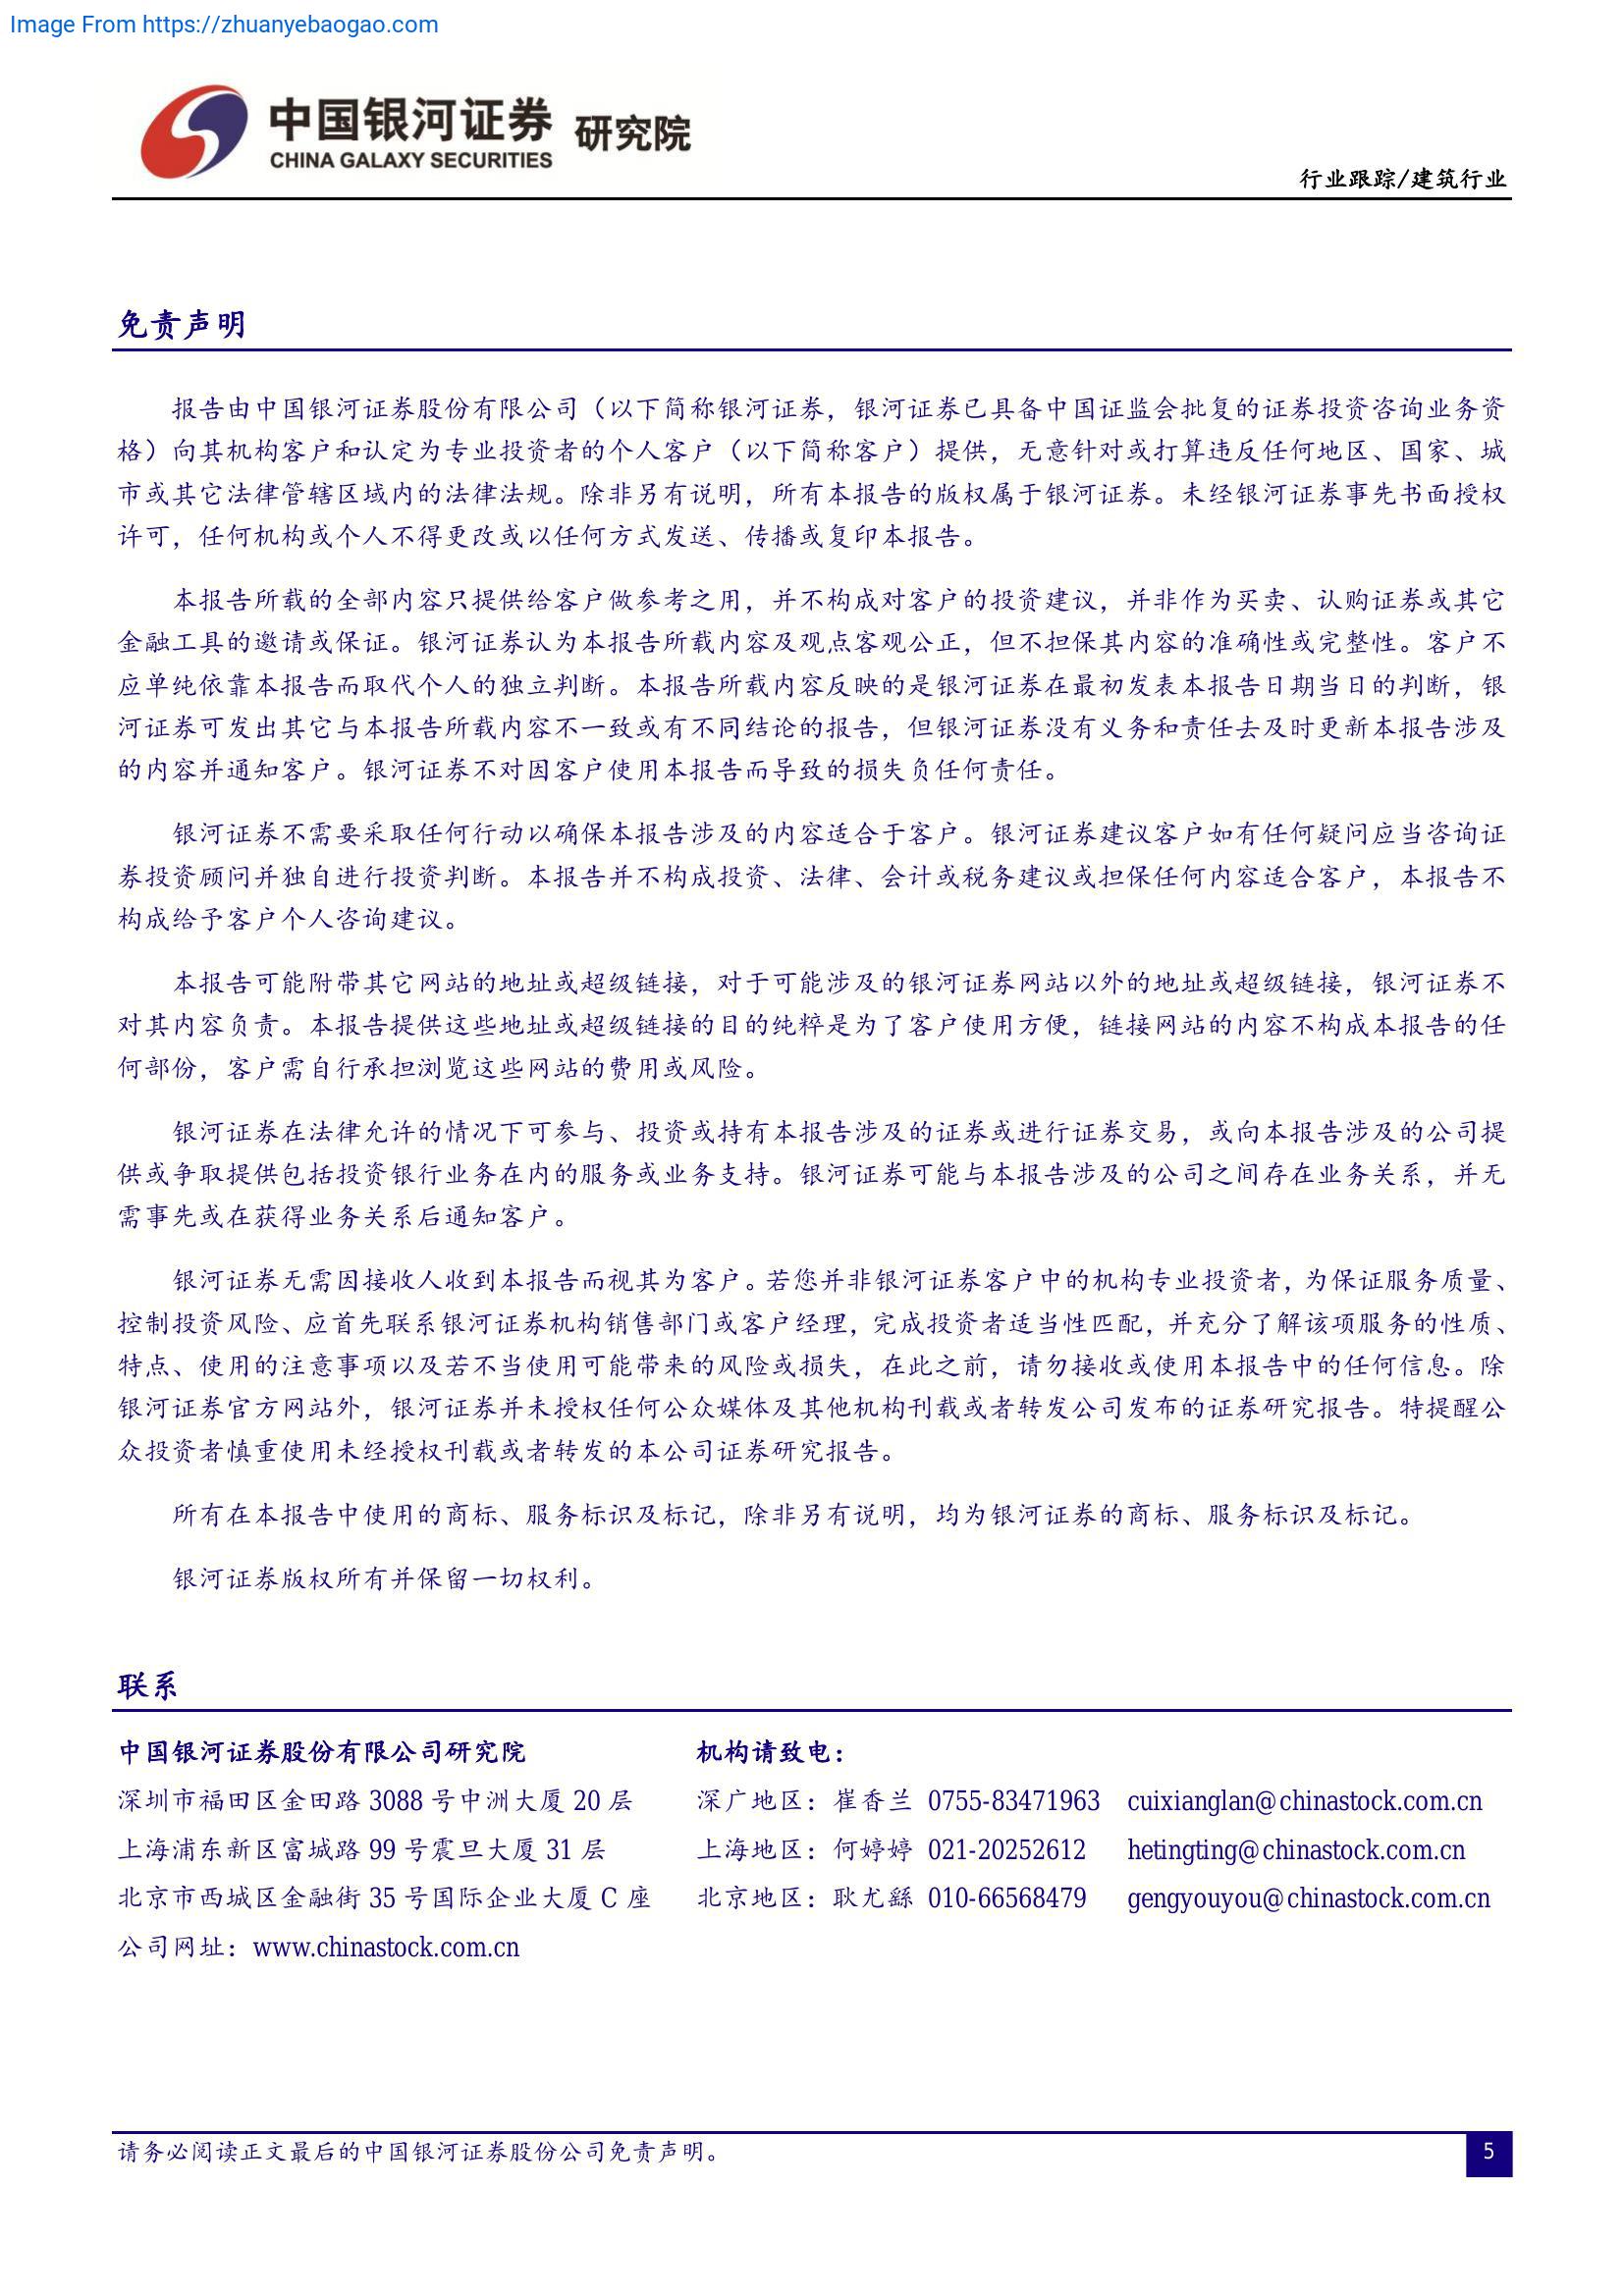 Image From https://zhuanyebaogao.com
中国银河证券 研究院
CHINA GALAXY SECURITIES
行业跟踪/建筑行业
免责声明
报告由中国银河证券股份有限公司（以下简称银河证券，银河证券已具备中国证监会批复的证券投资咨询业务资
格）向其机构客户和认定为专业投资者的个人客户（以下简称客户）提供，无意针对或打算违反任何地区、国家、城
市或其它法律管辖区域内的法律法规。除非另有说明，所有本报告的版权属于银河证券。未经银河证券事先书面授权
许可，任何机构或个人不得更改或以任何方式发送、传播或复印本报告。
本报告所载的全部内容只提供给客户做参考之用，并不构成对客户的投资建议，并非作为买卖、认购证券或其它
金融工具的邀请或保证。银河证券认为本报告所载内容及观点客观公正，但不担保其内容的准确性或完整性。客户不
应单纯依靠本报告而取代个人的独立判断。本报告所载内容反映的是银河证券在最初发表本报告日期当日的判断，银
河证券可发出其它与本报告所载内容不一致或有不同结论的报告，但银河证券没有义务和责任去及时更新本报告涉及
的内容并通知客户。银河证券不对因客户使用本报告而导致的损失负任何责任。
银河证券不需要采取任何行动以确保本报告涉及的内容适合于客户。银河证券建议客户如有任何疑问应当咨询证
券投资顾问并独自进行投资判断。本报告并不构成投资、法律、会计或税务建议或担保任何内容适合客户，本报告不
构成给予客户个人咨询建议。
本报告可能附带其它网站的地址或超级链接，对于可能涉及的银河证券网站以外的地址或超级链接，银河证券不
对其内容负责。本报告提供这些地址或超级链接的目的纯粹是为了客户使用方便，链接网站的内容不构成本报告的任
何部份，客户需自行承担浏览这些网站的费用或风险。
银河证券在法律允许的情况下可参与、投资或持有本报告涉及的证券或进行证券交易，或向本报告涉及的公司提
供或争取提供包括投资银行业务在内的服务或业务支持。银河证券可能与本报告涉及的公司之间存在业务关系，并无
需事先或在获得业务关系后通知客户。
银河证券无需因接收人收到本报告而视其为客户。若您并非银河证券客户中的机构专业投资者，为保证服务质量、
控制投资风险、应首先联系银河证券机构销售部门或客户经理，完成投资者适当性匹配，并充分了解该项服务的性质、
特点、使用的注意事项以及若不当使用可能带来的风险或损失，在此之前，请勿接收或使用本报告中的任何信息。除
银河证券官方网站外，银河证券并未授权任何公众媒体及其他机构刊载或者转发公司发布的证券研究报告。特提醒公
众投资者慎重使用未经授权刊载或者转发的本公司证券研究报告。
所有在本报告中使用的商标、服务标识及标记，除非另有说明，均为银河证券的商标、服务标识及标记。
银河证券版权所有并保留一切权利。
联系
中国银河证券股份有限公司研究院 机构请致电：
深圳市福田区金田路 3088 号中洲大厦 20 层 深广地区：崔香兰 0755-83471963 cuixianglan@chinastock.com.cn
上海浦东新区富城路 99 号震旦大厦 31 层 上海地区：何婷婷 021-20252612 hetingting@chinastock.com.cn
北京市西城区金融街 35 号国际企业大厦 C 座 北京地区：耿尤繇 010-66568479 gengyouyou@chinastock.com.cn
公司网址：www.chinastock.com.cn
请务必阅读正文最后的中国银河证券股份公司免责声明。 5